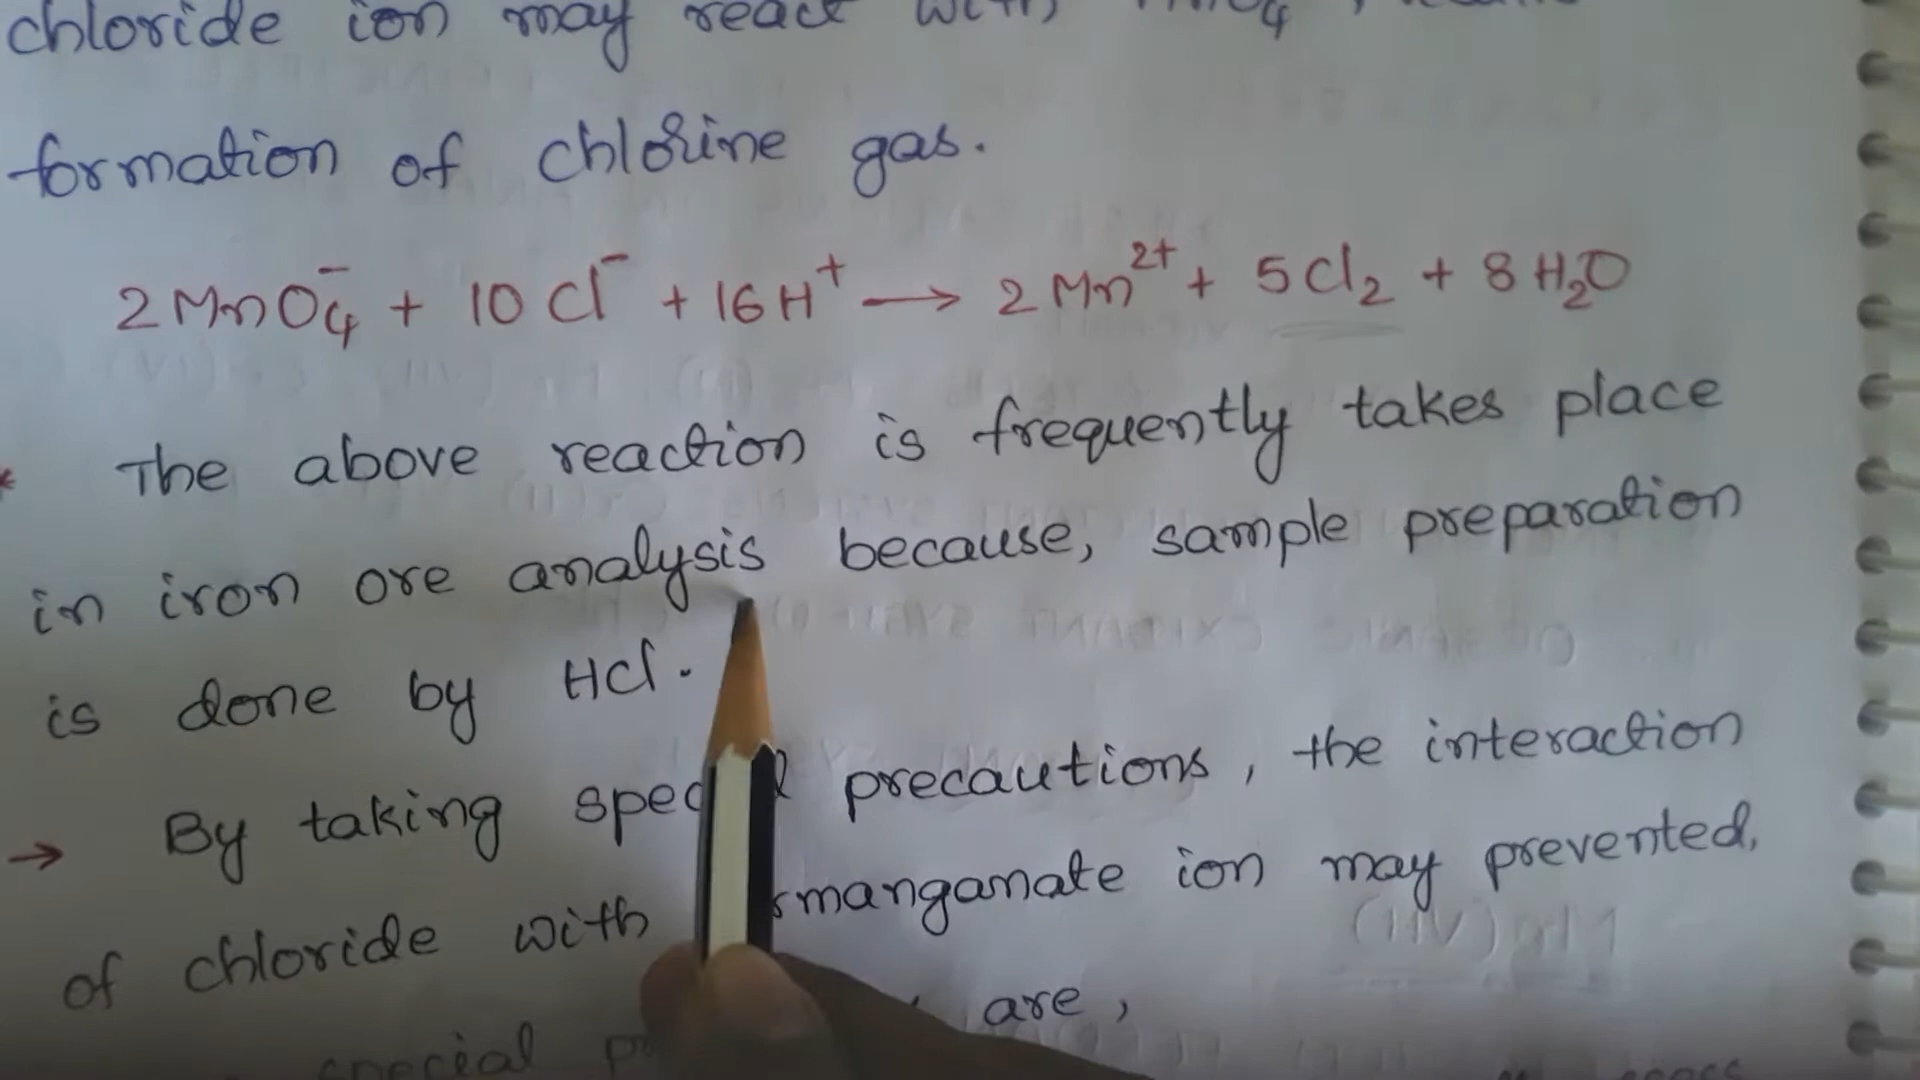 chloride ion may react with
formation of chlorine gas.
2MnO₄⁻ + 10Cl⁻ + 16H⁺ → 2Mn²⁺ + 5Cl₂ + 8H₂O
* The above reaction is frequently takes place
in iron ore analysis because, sample preparation
is done by HCl.
→ By taking precautions, the interaction
of chloride with ion may prevented,
special are,